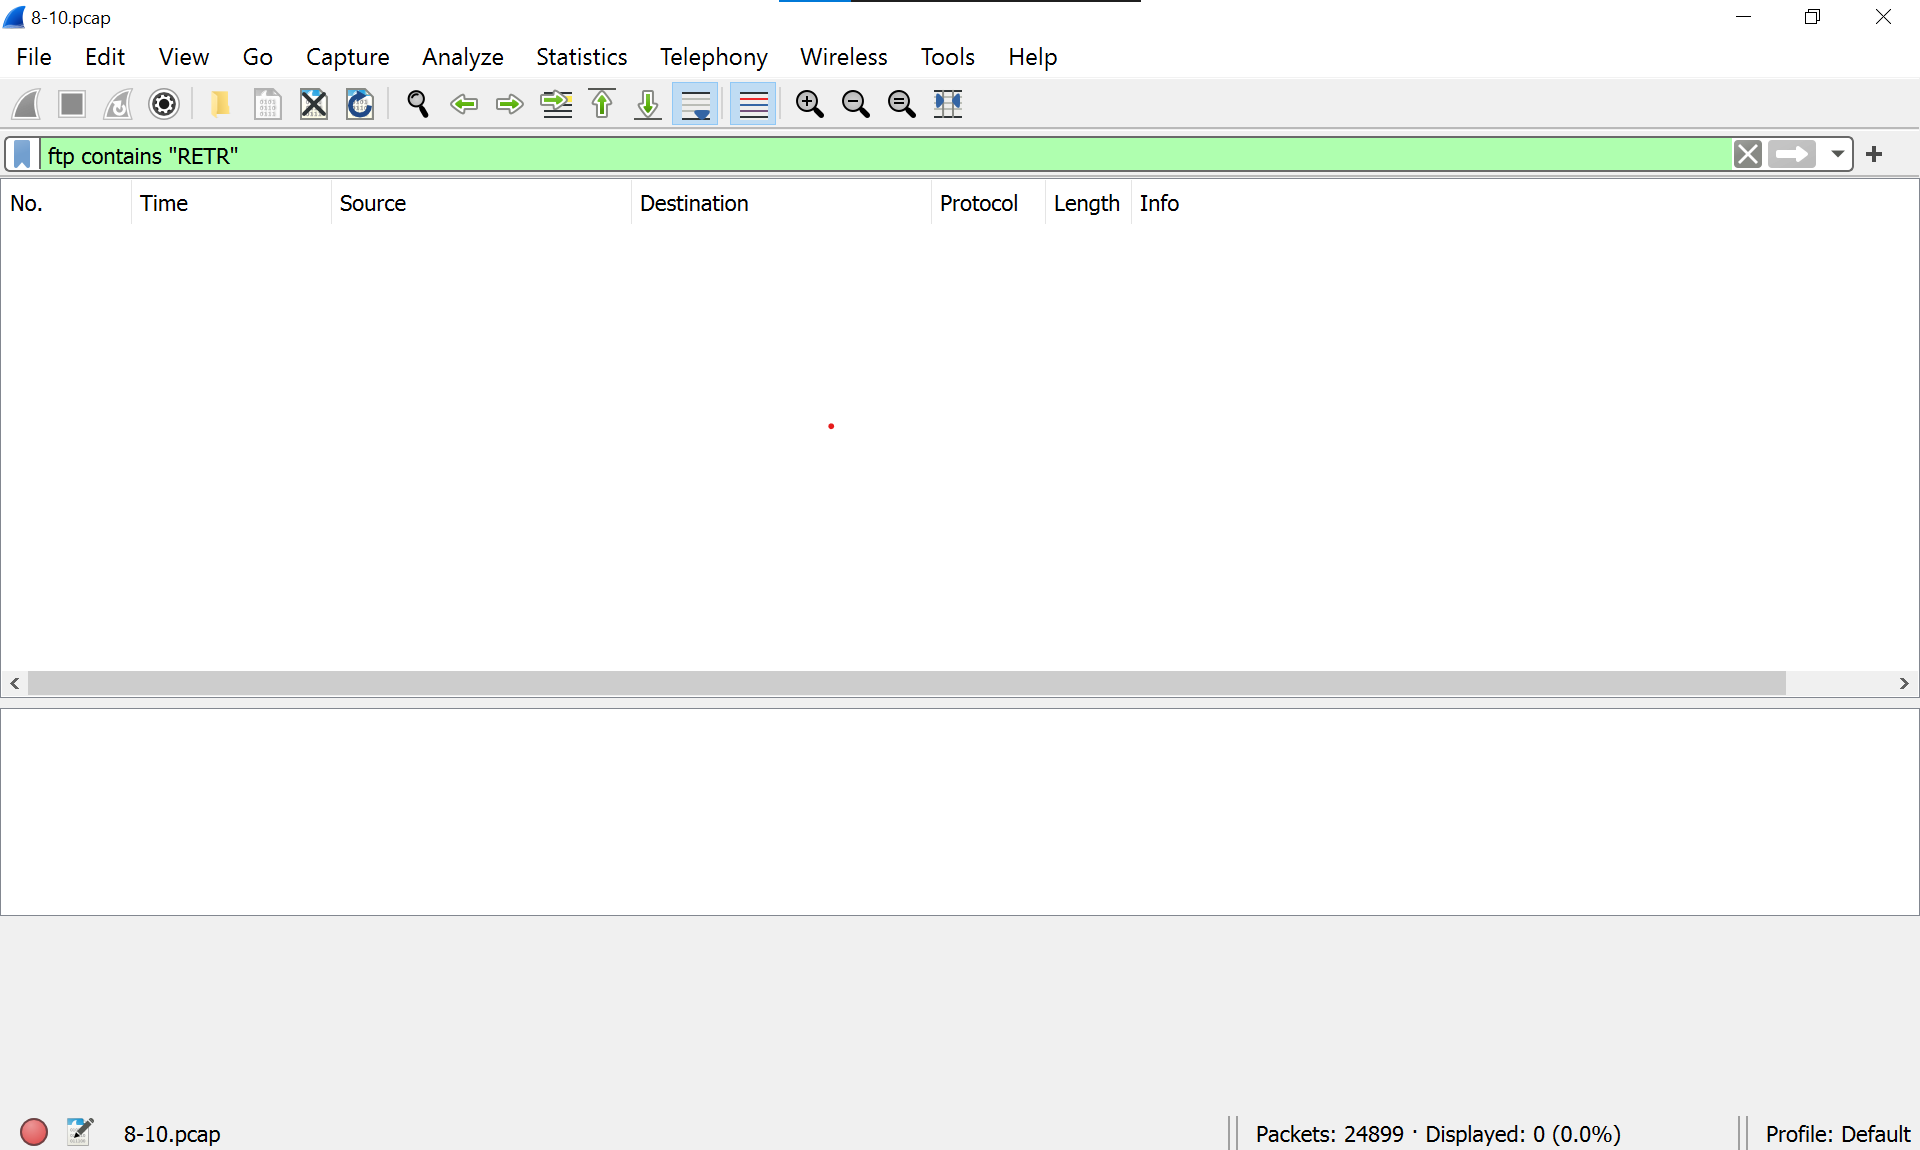 8-10.pcap
File Edit View Go Capture Analyze Statistics Telephony Wireless Tools Help
ftp contains "RETR"
No. Time Source Destination Protocol Length Info
8-10.pcap Packets: 24899 · Displayed: 0 (0.0%) Profile: Default